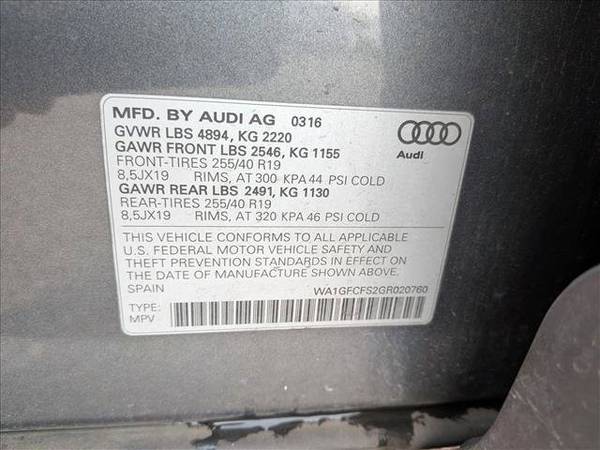 MFD. BY AUDI AG 0316
GVWR LBS 4894, KG 2220
GAWR FRONT LBS 2546, KG 1155
FRONT-TIRES 255/40 R19
8,5JX19 RIMS, AT 300 KPA 44 PSI COLD
GAWR REAR LBS 2491, KG 1130
REAR-TIRES 255/40 R19
8,5JX19 RIMS, AT 320 KPA 46 PSI COLD
Audi
THIS VEHICLE CONFORMS TO ALL APPLICABLE
U.S. FEDERAL MOTOR VEHICLE SAFETY AND
THEFT PREVENTION STANDARDS IN EFFECT ON
THE DATE OF MANUFACTURE SHOWN ABOVE.
SPAIN WA1GFCFS2GR020760
TYPE:
MPV